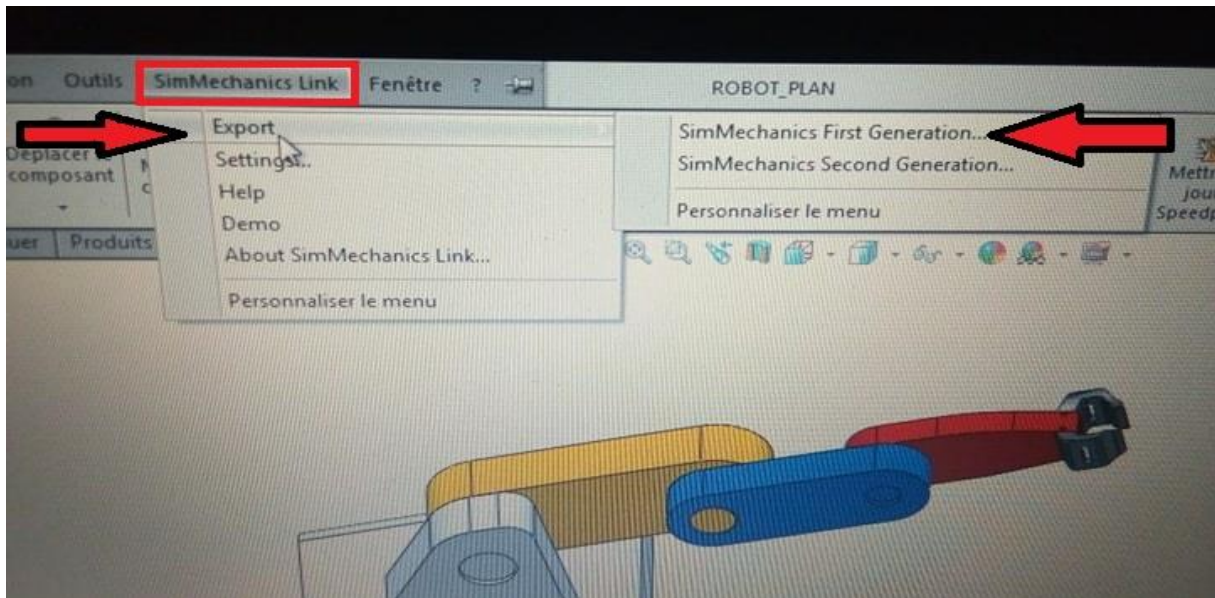 Outils SimMechanics Link Fenêtre ? ROBOT_PLAN
Export
Settings...
Help
Demo
About SimMechanics Link...
Personnaliser le menu
SimMechanics First Generation...
SimMechanics Second Generation...
Personnaliser le menu
composant
Produits